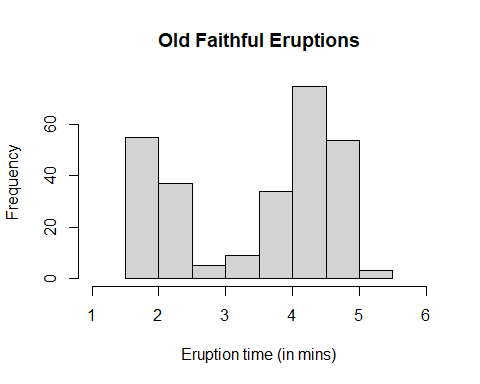 Old Faithful Eruptions
Frequency
60
40
20
0
1 2 3 4 5 6
Eruption time (in mins)